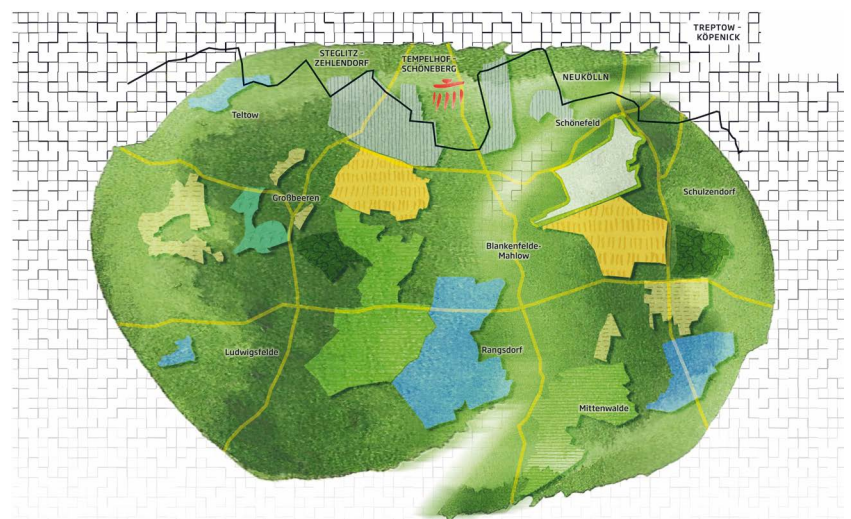 TREPTOW -
KÖPENICK
STEGLITZ -
ZEHLENDORF
TEMPELHOF -
SCHÖNEBERG
NEUKÖLLN
Teltow
Schönefeld
Großbeeren
Schulzendorf
Blankenfelde-
Mahlow
Ludwigsfelde
Rangsdorf
Mittenwalde